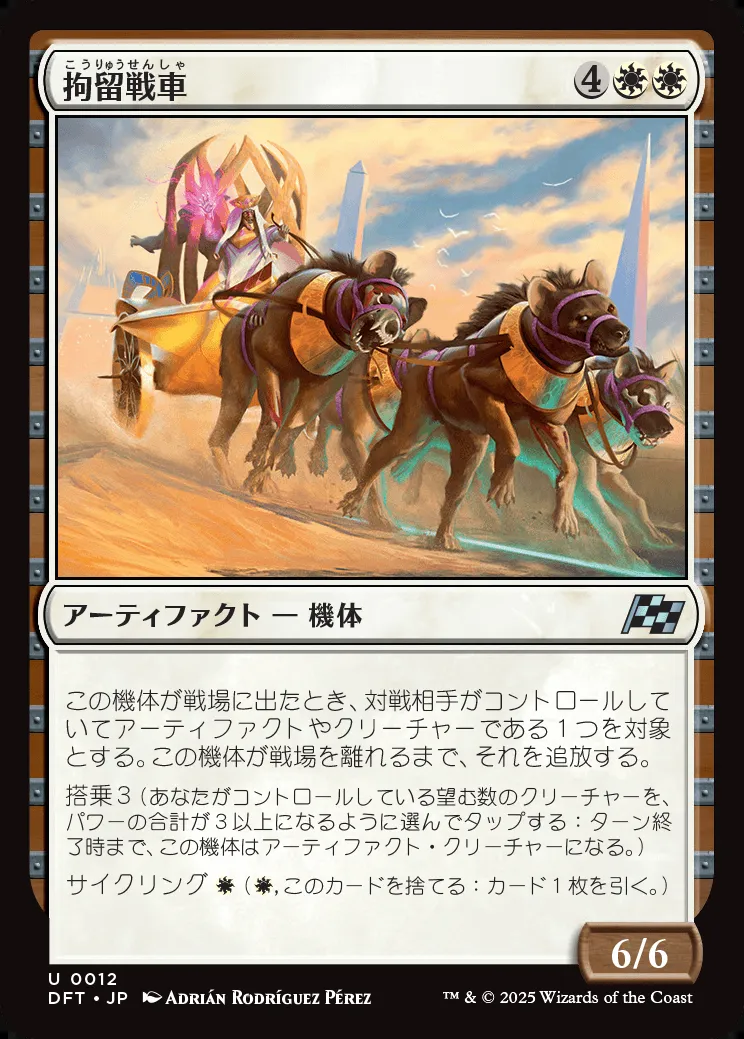 こうりゅうせんしゃ
拘留戦車
4
アーティファクト — 機体
この機体が戦場に出たとき、対戦相手がコントロールして
いてアーティファクトやクリーチャーである１つを対象
とする。この機体が戦場を離れるまで、それを追放する。
搭乗３（あなたがコントロールしている望む数のクリーチャーを、
パワーの合計が３以上になるように選んでタップする：ターン終
了時まで、この機体はアーティファクト・クリーチャーになる。）
サイクリング（,このカードを捨てる：カード１枚を引く。）
6/6
U 0012
DFT • JP ADRIÁN RODRÍGUEZ PÉREZ
™ & © 2025 Wizards of the Coast